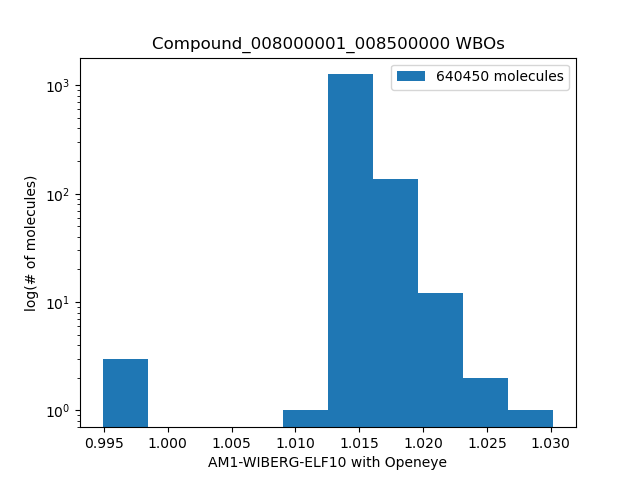 Compound_008000001_008500000 WBOs
640450 molecules
log(# of molecules)
10³
10²
10¹
10⁰
0.995 1.000 1.005 1.010 1.015 1.020 1.025 1.030
AM1-WIBERG-ELF10 with Openeye